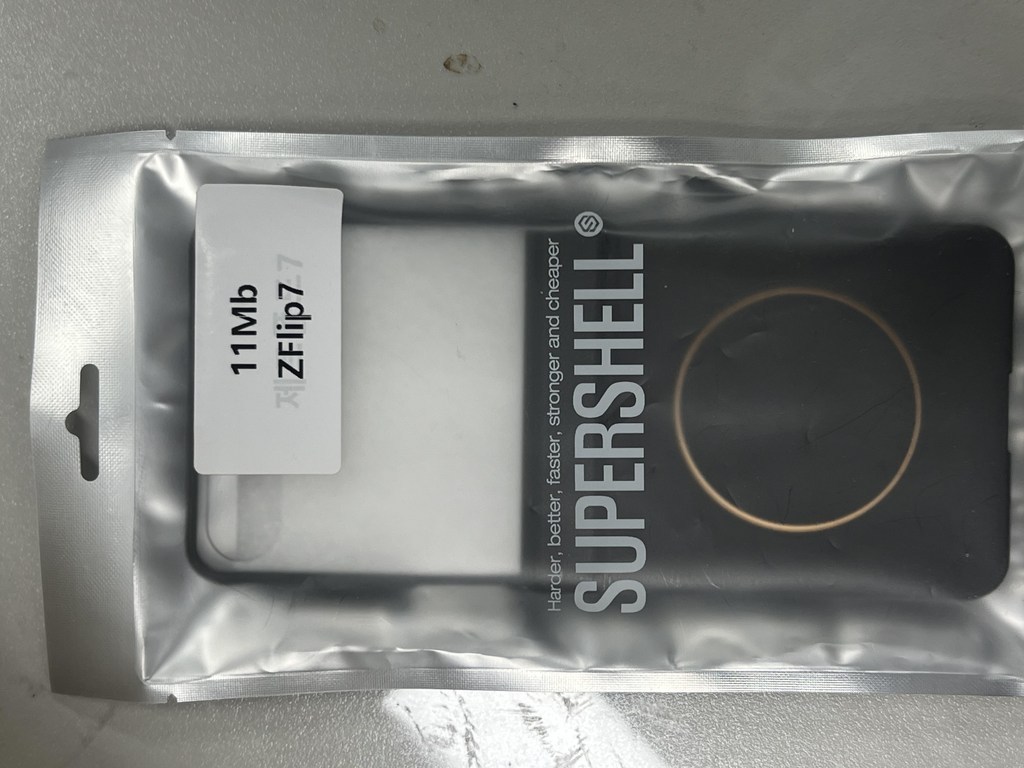 11Mb
ZFlip7
SUPERSHELL
Harder, better, faster, stronger and cheaper